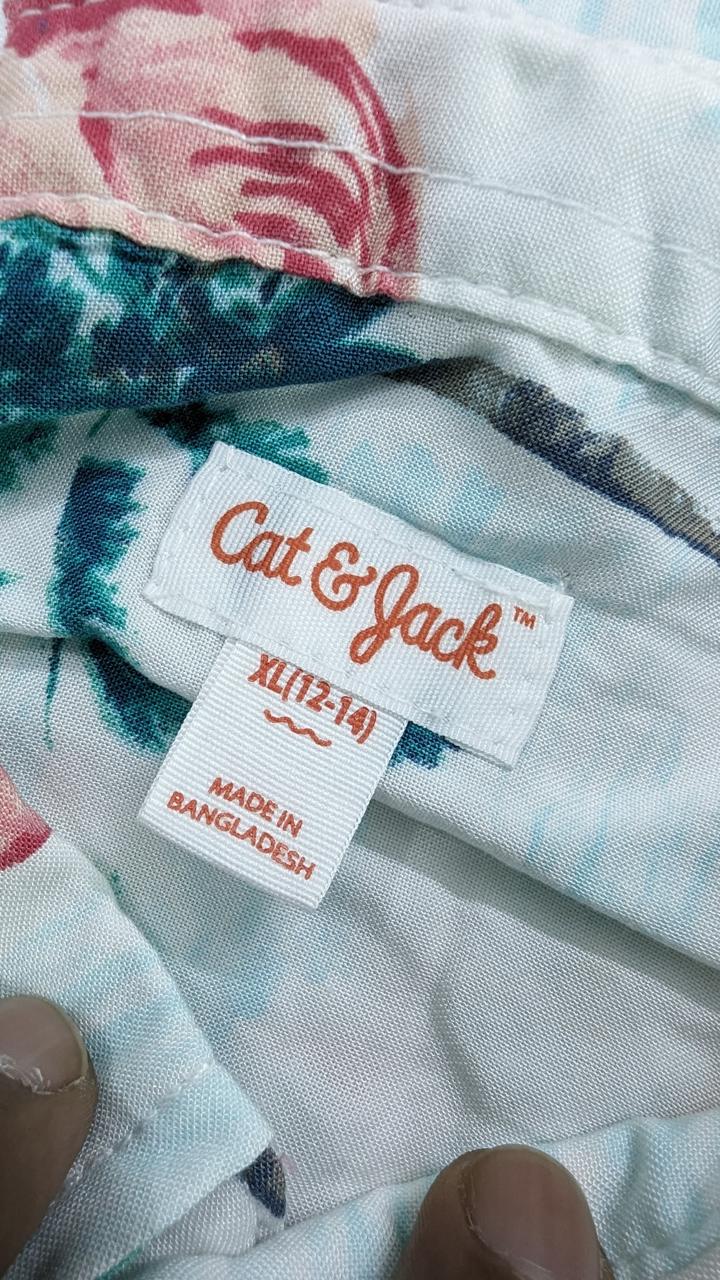 Cat & Jack™
XL(12-14)
MADE IN
BANGLADESH